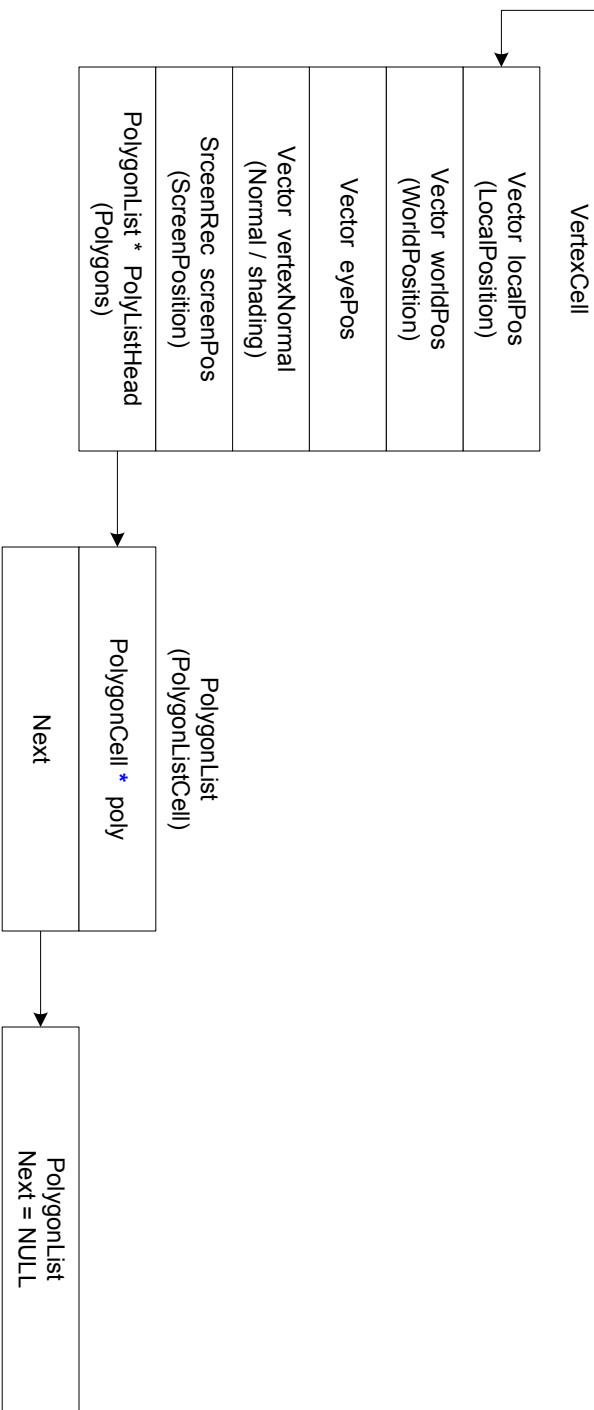 VertexCell
Vector localPos
(LocalPosition)
Vector worldPos
(WorldPosition)
Vector eyePos
Vector vertexNormal
(Normal / shading)
SrceenRec screenPos
(ScreenPosition)
PolygonList * PolyListHead
(Polygons)
PolygonList
(PolygonListCell)
PolygonCell * poly
Next
PolygonList
Next = NULL